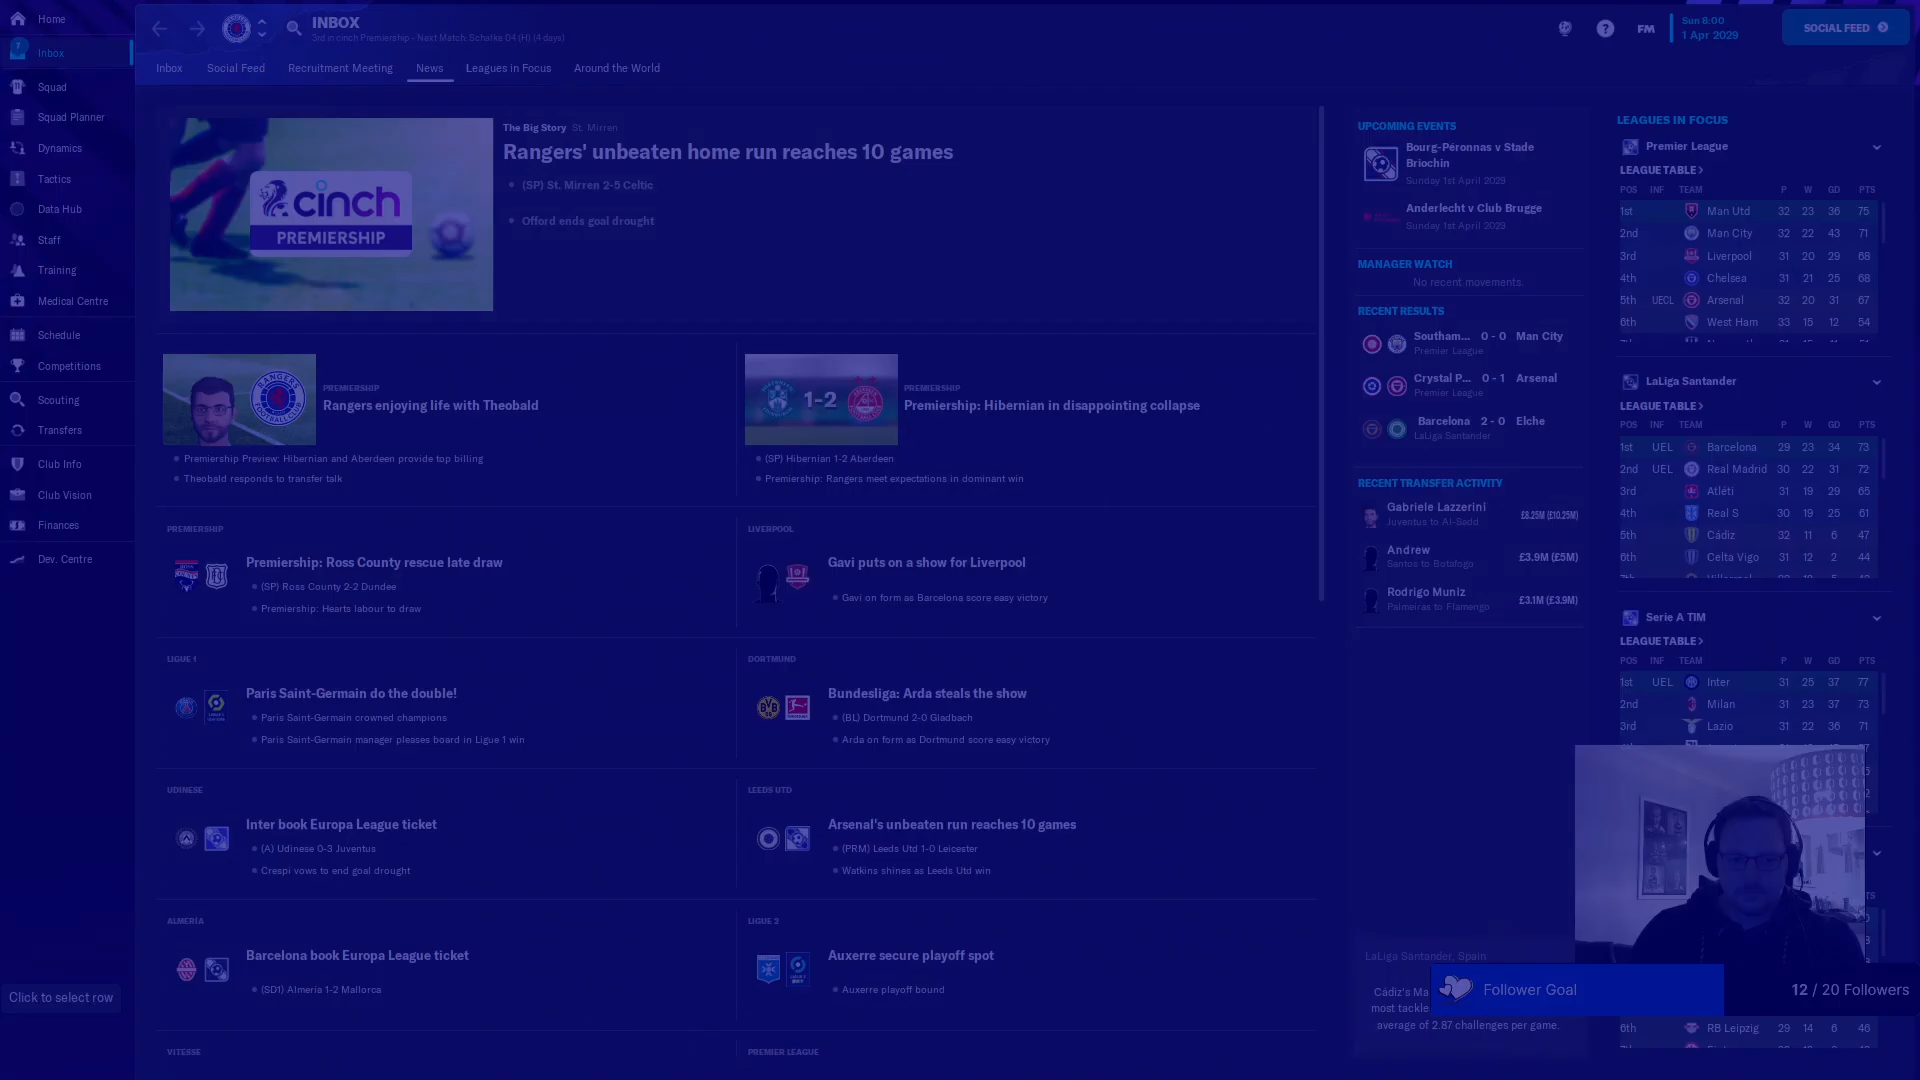 Home
Inbox
Squad
Squad Planner
Dynamics
Tactics
Data Hub
Staff
Training
Medical Centre
Schedule
Competitions
Scouting
Transfers
Club Info
Club Vision
Finances
Dev. Centre
Click to select row
INBOX
3rd in cinch Premiership - Next Match: Schalke 04 (H) (4 days)
FM
Sun 8:00
1 Apr 2029
SOCIAL FEED
Inbox Social Feed Recruitment Meeting News Leagues in Focus Around the World
cinch
PREMIERSHIP
The Big Story St. Mirren
Rangers' unbeaten home run reaches 10 games
(SP) St. Mirren 2-5 Celtic
Offord ends goal drought
PREMIERSHIP
Rangers enjoying life with Theobald
Premiership Preview: Hibernian and Aberdeen provide top billing
Theobald responds to transfer talk
1-2
PREMIERSHIP
Premiership: Hibernian in disappointing collapse
(SP) Hibernian 1-2 Aberdeen
Premiership: Rangers meet expectations in dominant win
PREMIERSHIP
Premiership: Ross County rescue late draw
(SP) Ross County 2-2 Dundee
Premiership: Hearts labour to draw
LIVERPOOL
Gavi puts on a show for Liverpool
Gavi on form as Barcelona score easy victory
LIGUE 1
Paris Saint-Germain do the double!
Paris Saint-Germain crowned champions
Paris Saint-Germain manager pleases board in Ligue 1 win
DORTMUND
Bundesliga: Arda steals the show
(BL) Dortmund 2-0 Gladbach
Arda on form as Dortmund score easy victory
UDINESE
Inter book Europa League ticket
(A) Udinese 0-3 Juventus
Crespi vows to end goal drought
LEEDS UTD
Arsenal's unbeaten run reaches 10 games
(PRM) Leeds Utd 1-0 Leicester
Watkins shines as Leeds Utd win
ALMERÍA
Barcelona book Europa League ticket
(SD1) Almería 1-2 Mallorca
LIGUE 2
Auxerre secure playoff spot
Auxerre playoff bound
VITESSE
PREMIER LEAGUE
UPCOMING EVENTS
Bourg-Péronnas v Stade
Briochin
Sunday 1st April 2029
Anderlecht v Club Brugge
Sunday 1st April 2029
MANAGER WATCH
No recent movements.
RECENT RESULTS
Southam... 0 - 0 Man City
Premier League
Crystal P... 0 - 1 Arsenal
Premier League
Barcelona 2 - 0 Elche
LaLiga Santander
RECENT TRANSFER ACTIVITY
Gabriele Lazzerini £8.25M (£10.25M)
Juventus to Al-Sadd
Andrew £3.9M (£5M)
Santos to Botafogo
Rodrigo Muniz £3.1M (£3.9M)
Palmeiras to Flamengo
LaLiga Santander, Spain
Cádiz's Ma
most tackle
average of 2.87 challenges per game.
LEAGUES IN FOCUS
Premier League
LEAGUE TABLE >
POS INF TEAM P W GD PTS
1st Man Utd 32 23 36 75
2nd Man City 32 22 43 71
3rd Liverpool 31 20 29 68
4th Chelsea 31 21 25 68
5th UECL Arsenal 32 20 31 67
6th West Ham 33 15 12 54
LaLiga Santander
LEAGUE TABLE >
POS INF TEAM P W GD PTS
1st UEL Barcelona 29 23 34 73
2nd UEL Real Madrid 30 22 31 72
3rd Atléti 31 19 29 65
4th Real S 30 19 25 61
5th Cádiz 32 11 6 47
6th Celta Vigo 31 12 2 44
Serie A TIM
LEAGUE TABLE >
POS INF TEAM P W GD PTS
1st UEL Inter 31 25 37 77
2nd Milan 31 23 37 73
3rd Lazio 31 22 36 71
Follower Goal
12 / 20 Followers
6th RB Leipzig 29 14 6 46